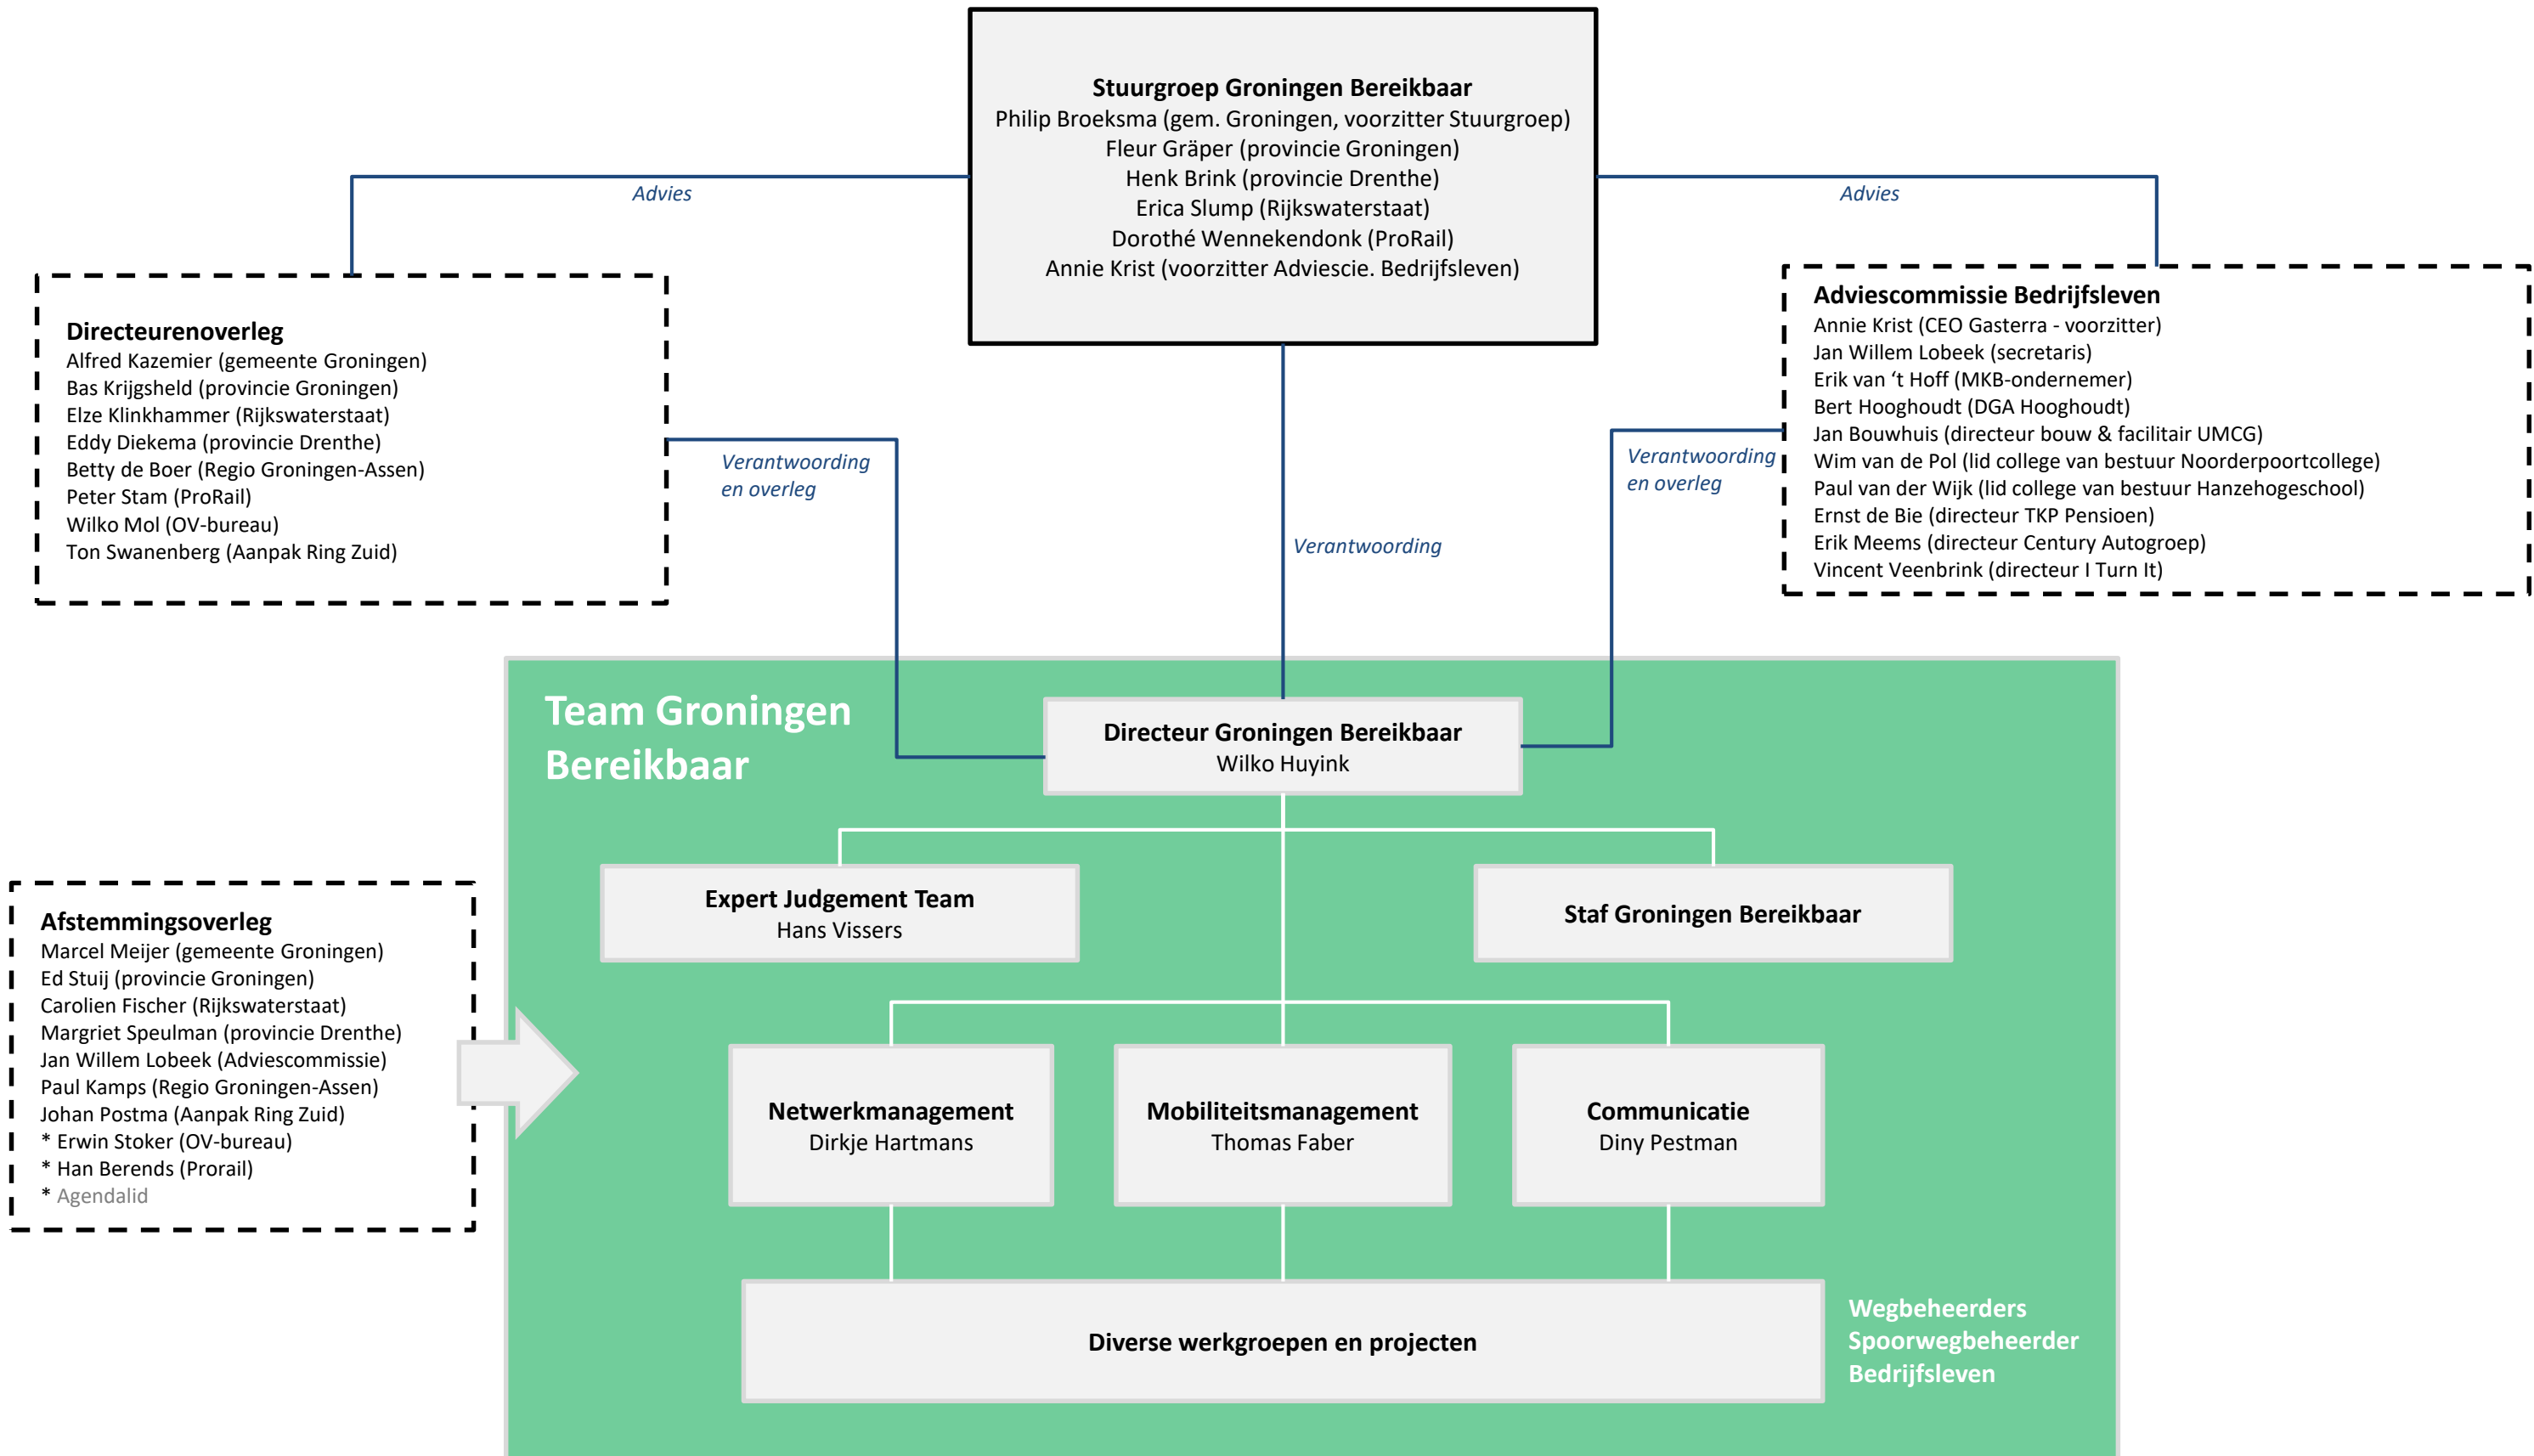 Stuurgroep Groningen Bereikbaar
Philip Broeksma (gem. Groningen, voorzitter Stuurgroep)
Fleur Gräper (provincie Groningen)
Henk Brink (provincie Drenthe)
Erica Slump (Rijkswaterstaat)
Dorothé Wennekendonk (ProRail)
Annie Krist (voorzitter Adviescie. Bedrijfsleven)
Advies
Advies
Directeurenoverleg
Alfred Kazemier (gemeente Groningen)
Bas Krijgsheld (provincie Groningen)
Elze Klinkhammer (Rijkswaterstaat)
Eddy Diekema (provincie Drenthe)
Betty de Boer (Regio Groningen-Assen)
Peter Stam (ProRail)
Wilko Mol (OV-bureau)
Ton Swanenberg (Aanpak Ring Zuid)
Verantwoording
en overleg
Verantwoording
Verantwoording
en overleg
Adviescommissie Bedrijfsleven
Annie Krist (CEO Gasterra - voorzitter)
Jan Willem Lobeek (secretaris)
Erik van ‘t Hoff (MKB-ondernemer)
Bert Hooghoudt (DGA Hooghoudt)
Jan Bouwhuis (directeur bouw & facilitair UMCG)
Wim van de Pol (lid college van bestuur Noorderpoortcollege)
Paul van der Wijk (lid college van bestuur Hanzehogeschool)
Ernst de Bie (directeur TKP Pensioen)
Erik Meems (directeur Century Autogroep)
Vincent Veenbrink (directeur I Turn It)
Team Groningen
Bereikbaar
Directeur Groningen Bereikbaar
Wilko Huyink
Expert Judgement Team
Hans Vissers
Staf Groningen Bereikbaar
Afstemmingsoverleg
Marcel Meijer (gemeente Groningen)
Ed Stuij (provincie Groningen)
Carolien Fischer (Rijkswaterstaat)
Margriet Speulman (provincie Drenthe)
Jan Willem Lobeek (Adviescommissie)
Paul Kamps (Regio Groningen-Assen)
Johan Postma (Aanpak Ring Zuid)
* Erwin Stoker (OV-bureau)
* Han Berends (Prorail)
* Agendalid
Netwerkmanagement
Dirkje Hartmans
Mobiliteitsmanagement
Thomas Faber
Communicatie
Diny Pestman
Diverse werkgroepen en projecten
Wegbeheerders
Spoorwegbeheerder
Bedrijfsleven